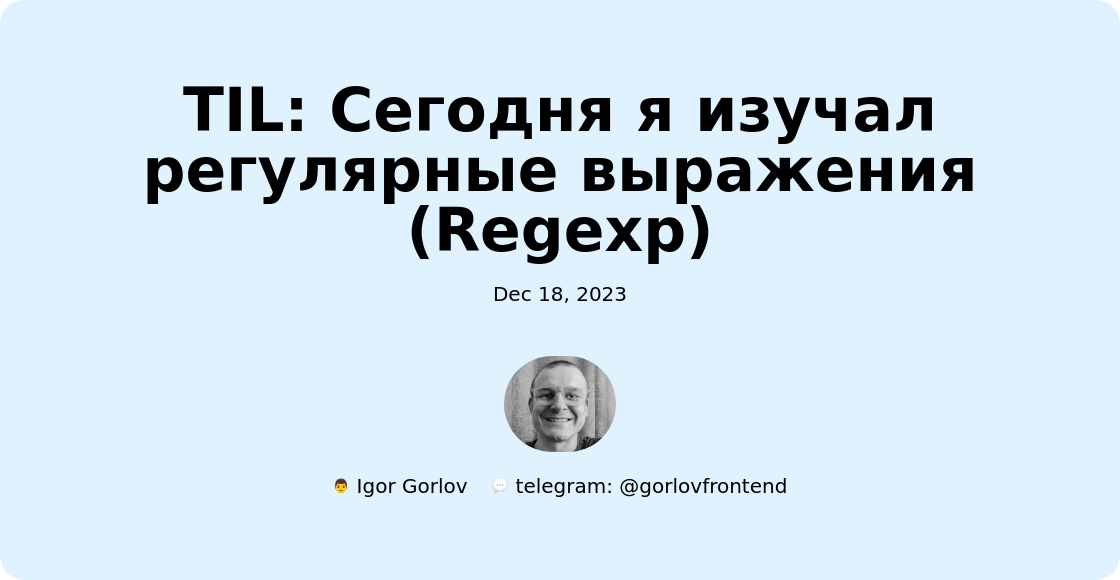 TIL: Сегодня я изучал
регулярные выражения
(Regexp)
Dec 18, 2023
👨 Igor Gorlov 💬 telegram: @gorlovfrontend